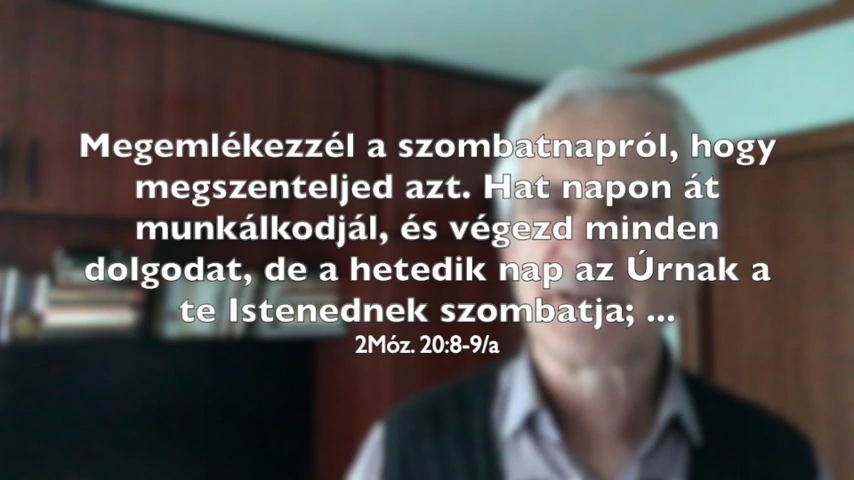 Megemlékezzél a szombatnapról, hogy
megszenteljed azt. Hat napon át
munkálkodjál, és végezd minden
dolgodat, de a hetedik nap az Úrnak a
te Istenednek szombatja; ...
2Móz. 20:8-9/a